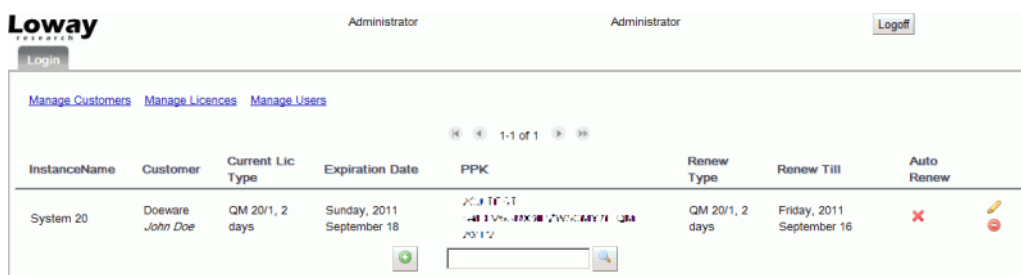 Loway
research
Administrator
Administrator
Logoff
Login
Manage Customers Manage Licences Manage Users
1-1 of 1
InstanceName
Customer
Current Lic
Type
Expiration Date
PPK
Renew
Type
Renew Till
Auto
Renew
System 20
Doeware
John Doe
QM 20/1, 2
days
Sunday, 2011
September 18
QM 20/1, 2
days
Friday, 2011
September 16